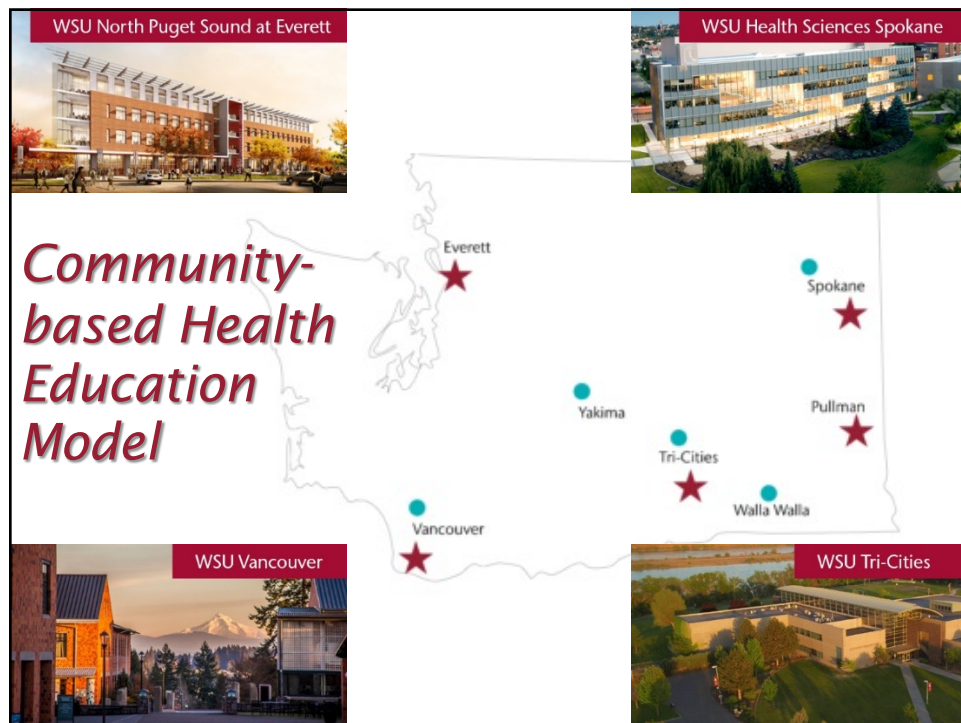 WSU North Puget Sound at Everett
WSU Health Sciences Spokane
Community-
based Health
Education
Model
Everett
Spokane
Yakima
Pullman
Tri-Cities
Walla Walla
Vancouver
WSU Vancouver
WSU Tri-Cities